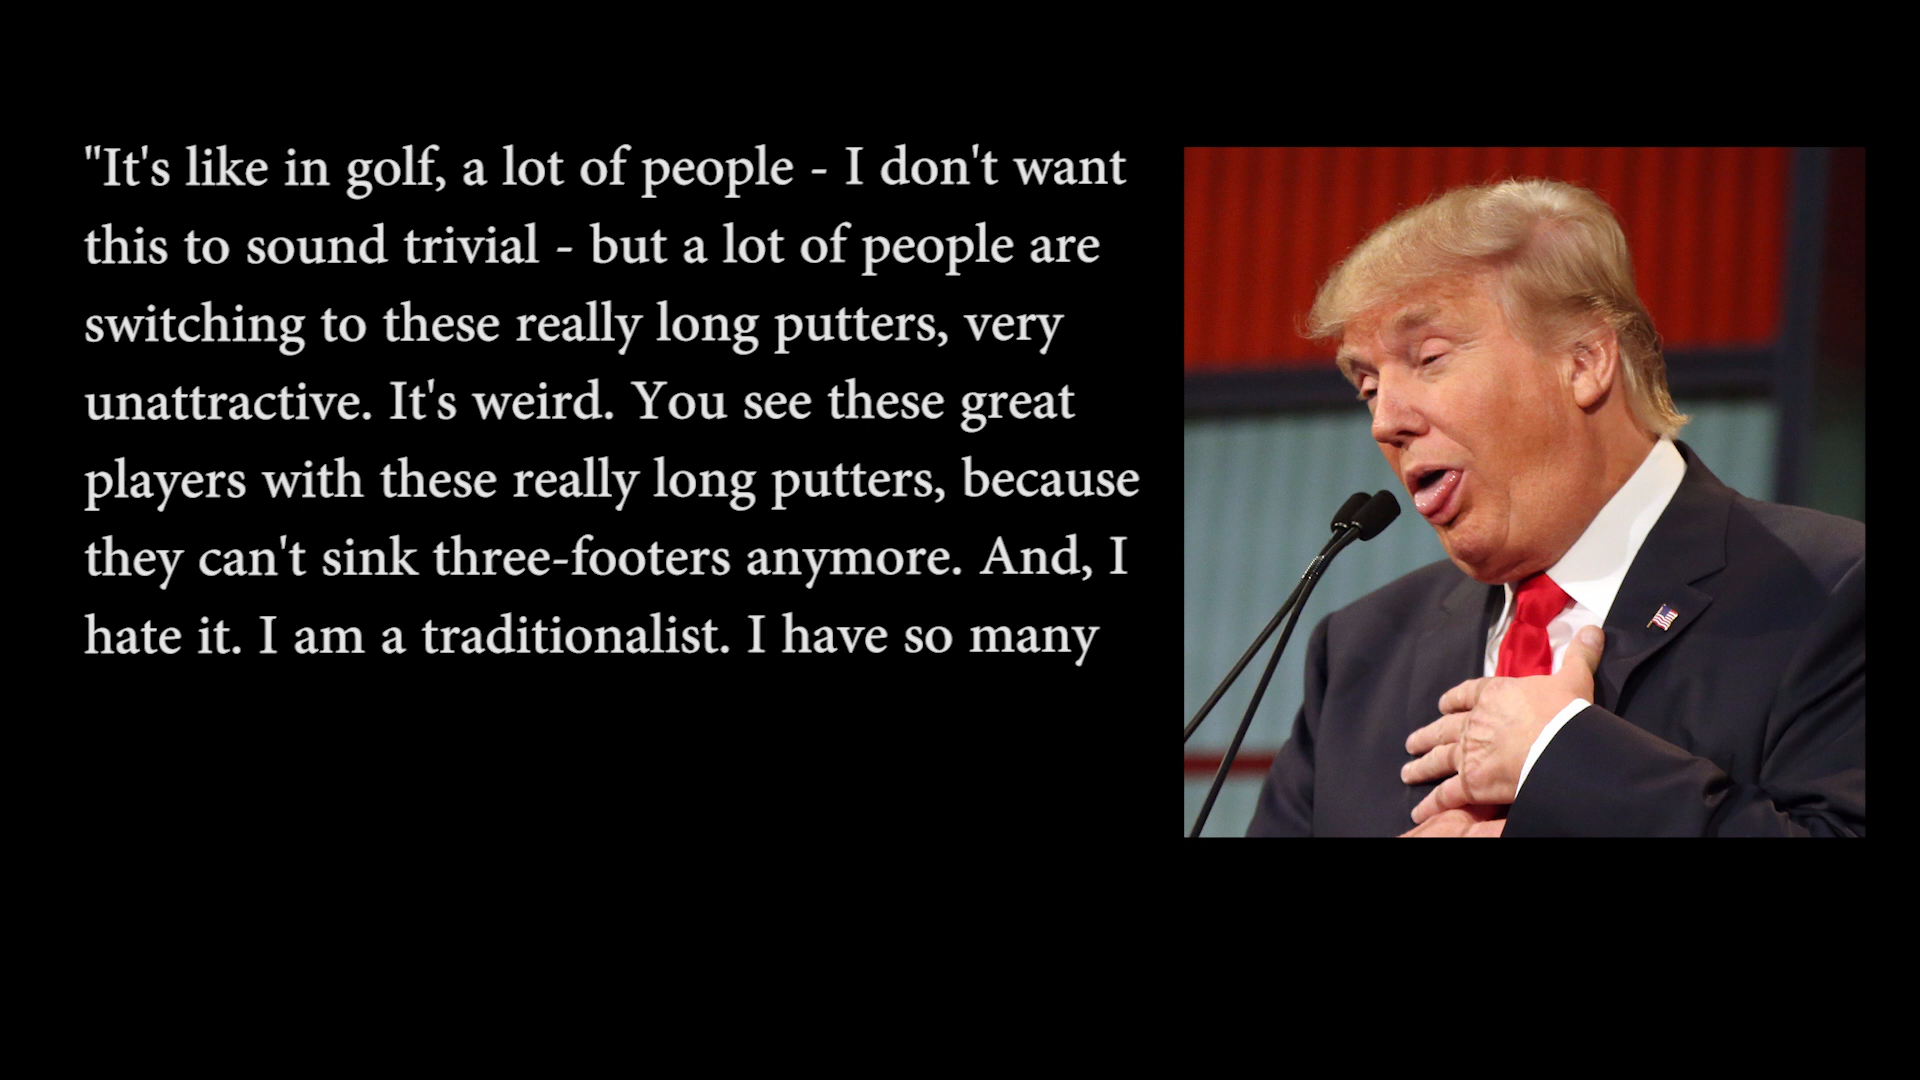 "It's like in golf, a lot of people - I don't want
this to sound trivial - but a lot of people are
switching to these really long putters, very
unattractive. It's weird. You see these great
players with these really long putters, because
they can't sink three-footers anymore. And, I
hate it. I am a traditionalist. I have so many